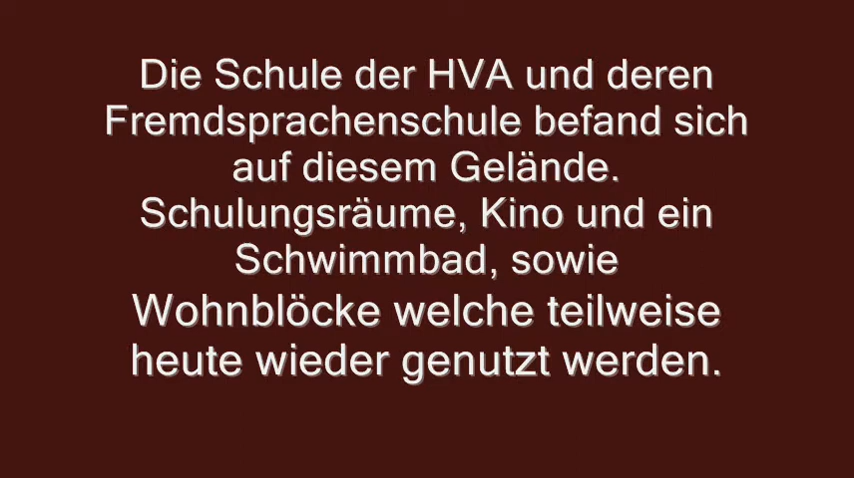 Die Schule der HVA und deren
Fremdsprachenschule befand sich
auf diesem Gelände.
Schulungsräume, Kino und ein
Schwimmbad, sowie
Wohnblöcke welche teilweise
heute wieder genutzt werden.